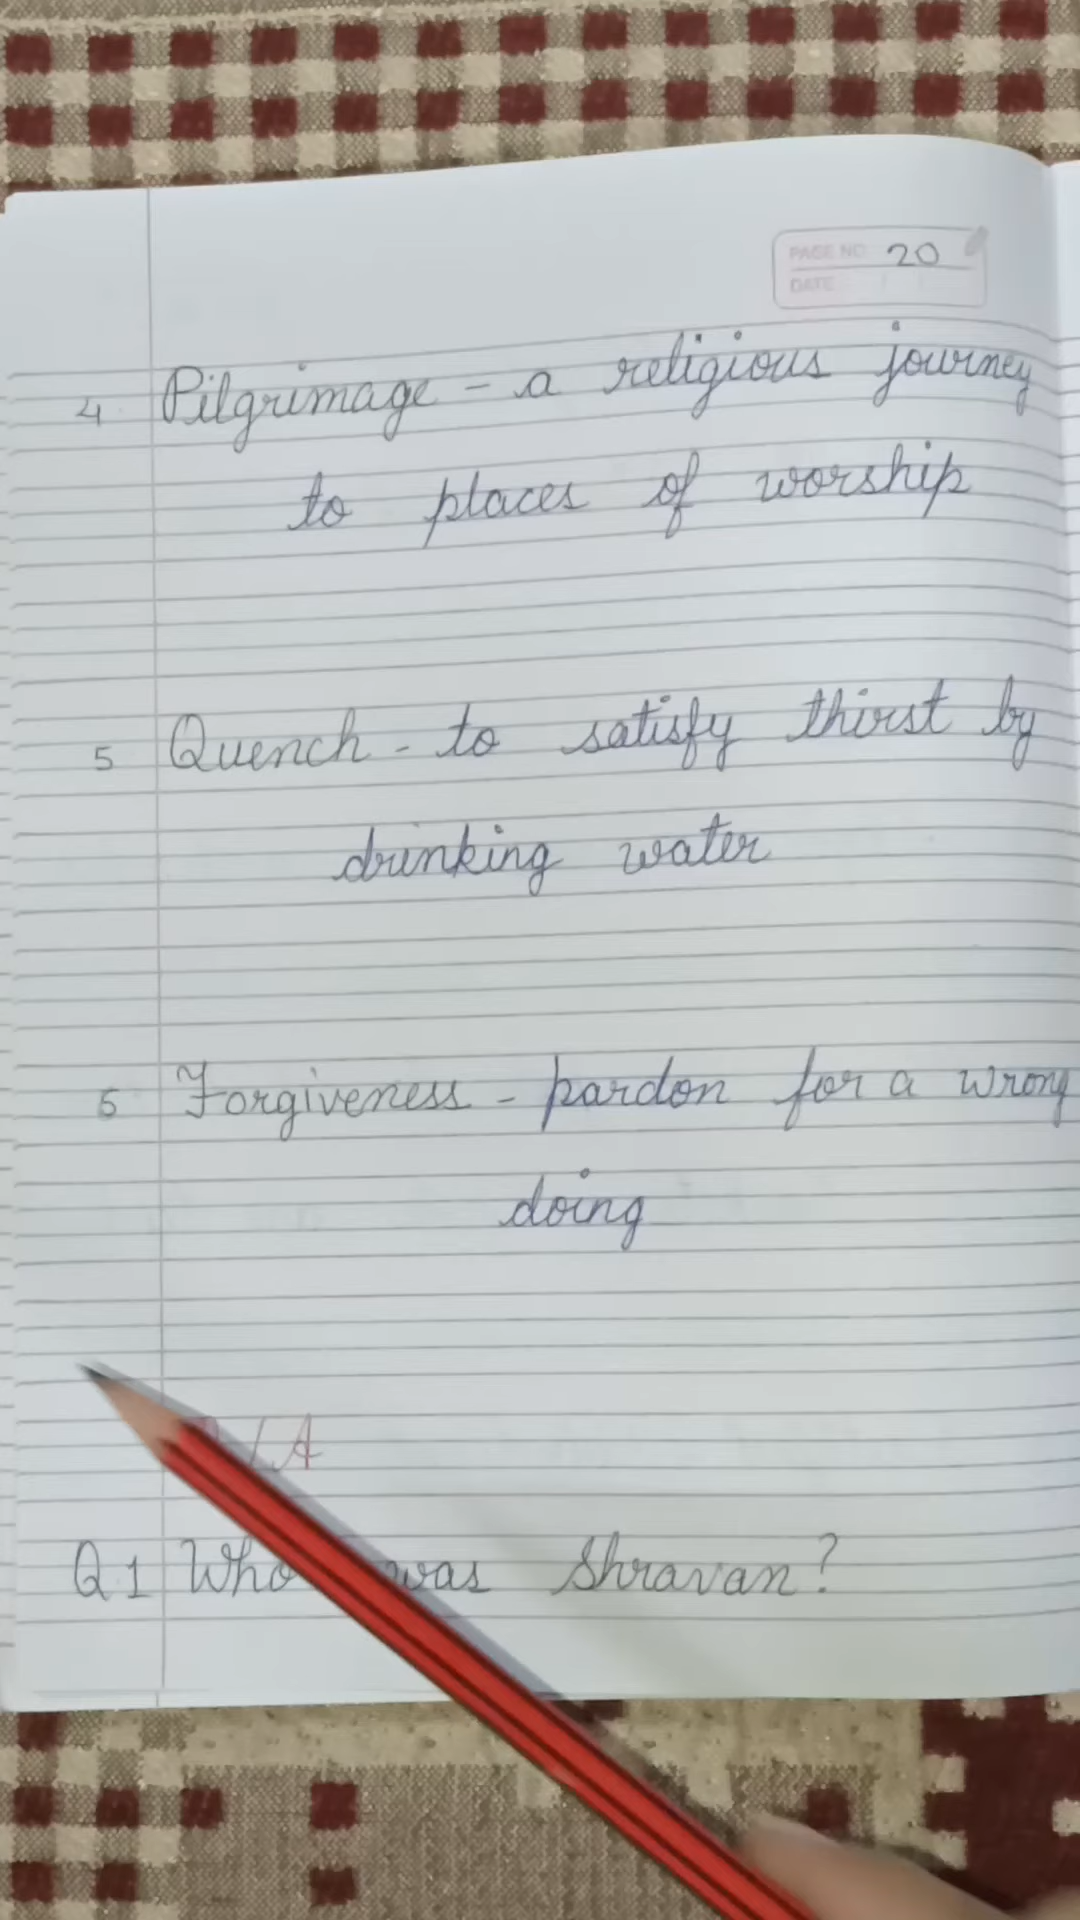 PAGE NO 20
DATE
4 Pilgrimage - a religious journey
to places of worship
5 Quench - to satisfy thirst by
drinking water
6 Forgiveness - pardon for a wrong
doing
/A
Q1 Who was Shravan?